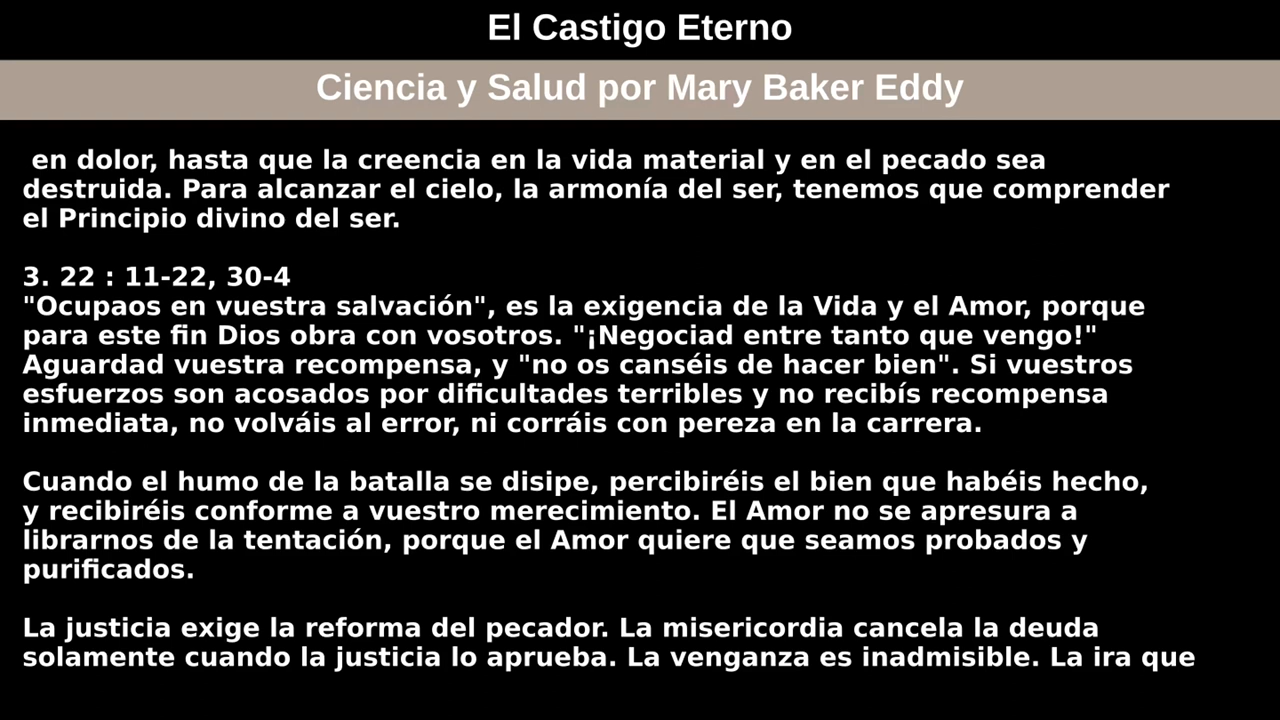 El Castigo Eterno
Ciencia y Salud por Mary Baker Eddy
en dolor, hasta que la creencia en la vida material y en el pecado sea
destruida. Para alcanzar el cielo, la armonía del ser, tenemos que comprender
el Principio divino del ser.
3. 22 : 11-22, 30-4
"Ocupaos en vuestra salvación", es la exigencia de la Vida y el Amor, porque
para este fin Dios obra con vosotros. "¡Negociad entre tanto que vengo!"
Aguardad vuestra recompensa, y "no os canséis de hacer bien". Si vuestros
esfuerzos son acosados por dificultades terribles y no recibís recompensa
inmediata, no volváis al error, ni corráis con pereza en la carrera.
Cuando el humo de la batalla se disipe, percibiréis el bien que habéis hecho,
y recibiréis conforme a vuestro merecimiento. El Amor no se apresura a
librarnos de la tentación, porque el Amor quiere que seamos probados y
purificados.
La justicia exige la reforma del pecador. La misericordia cancela la deuda
solamente cuando la justicia lo aprueba. La venganza es inadmisible. La ira que